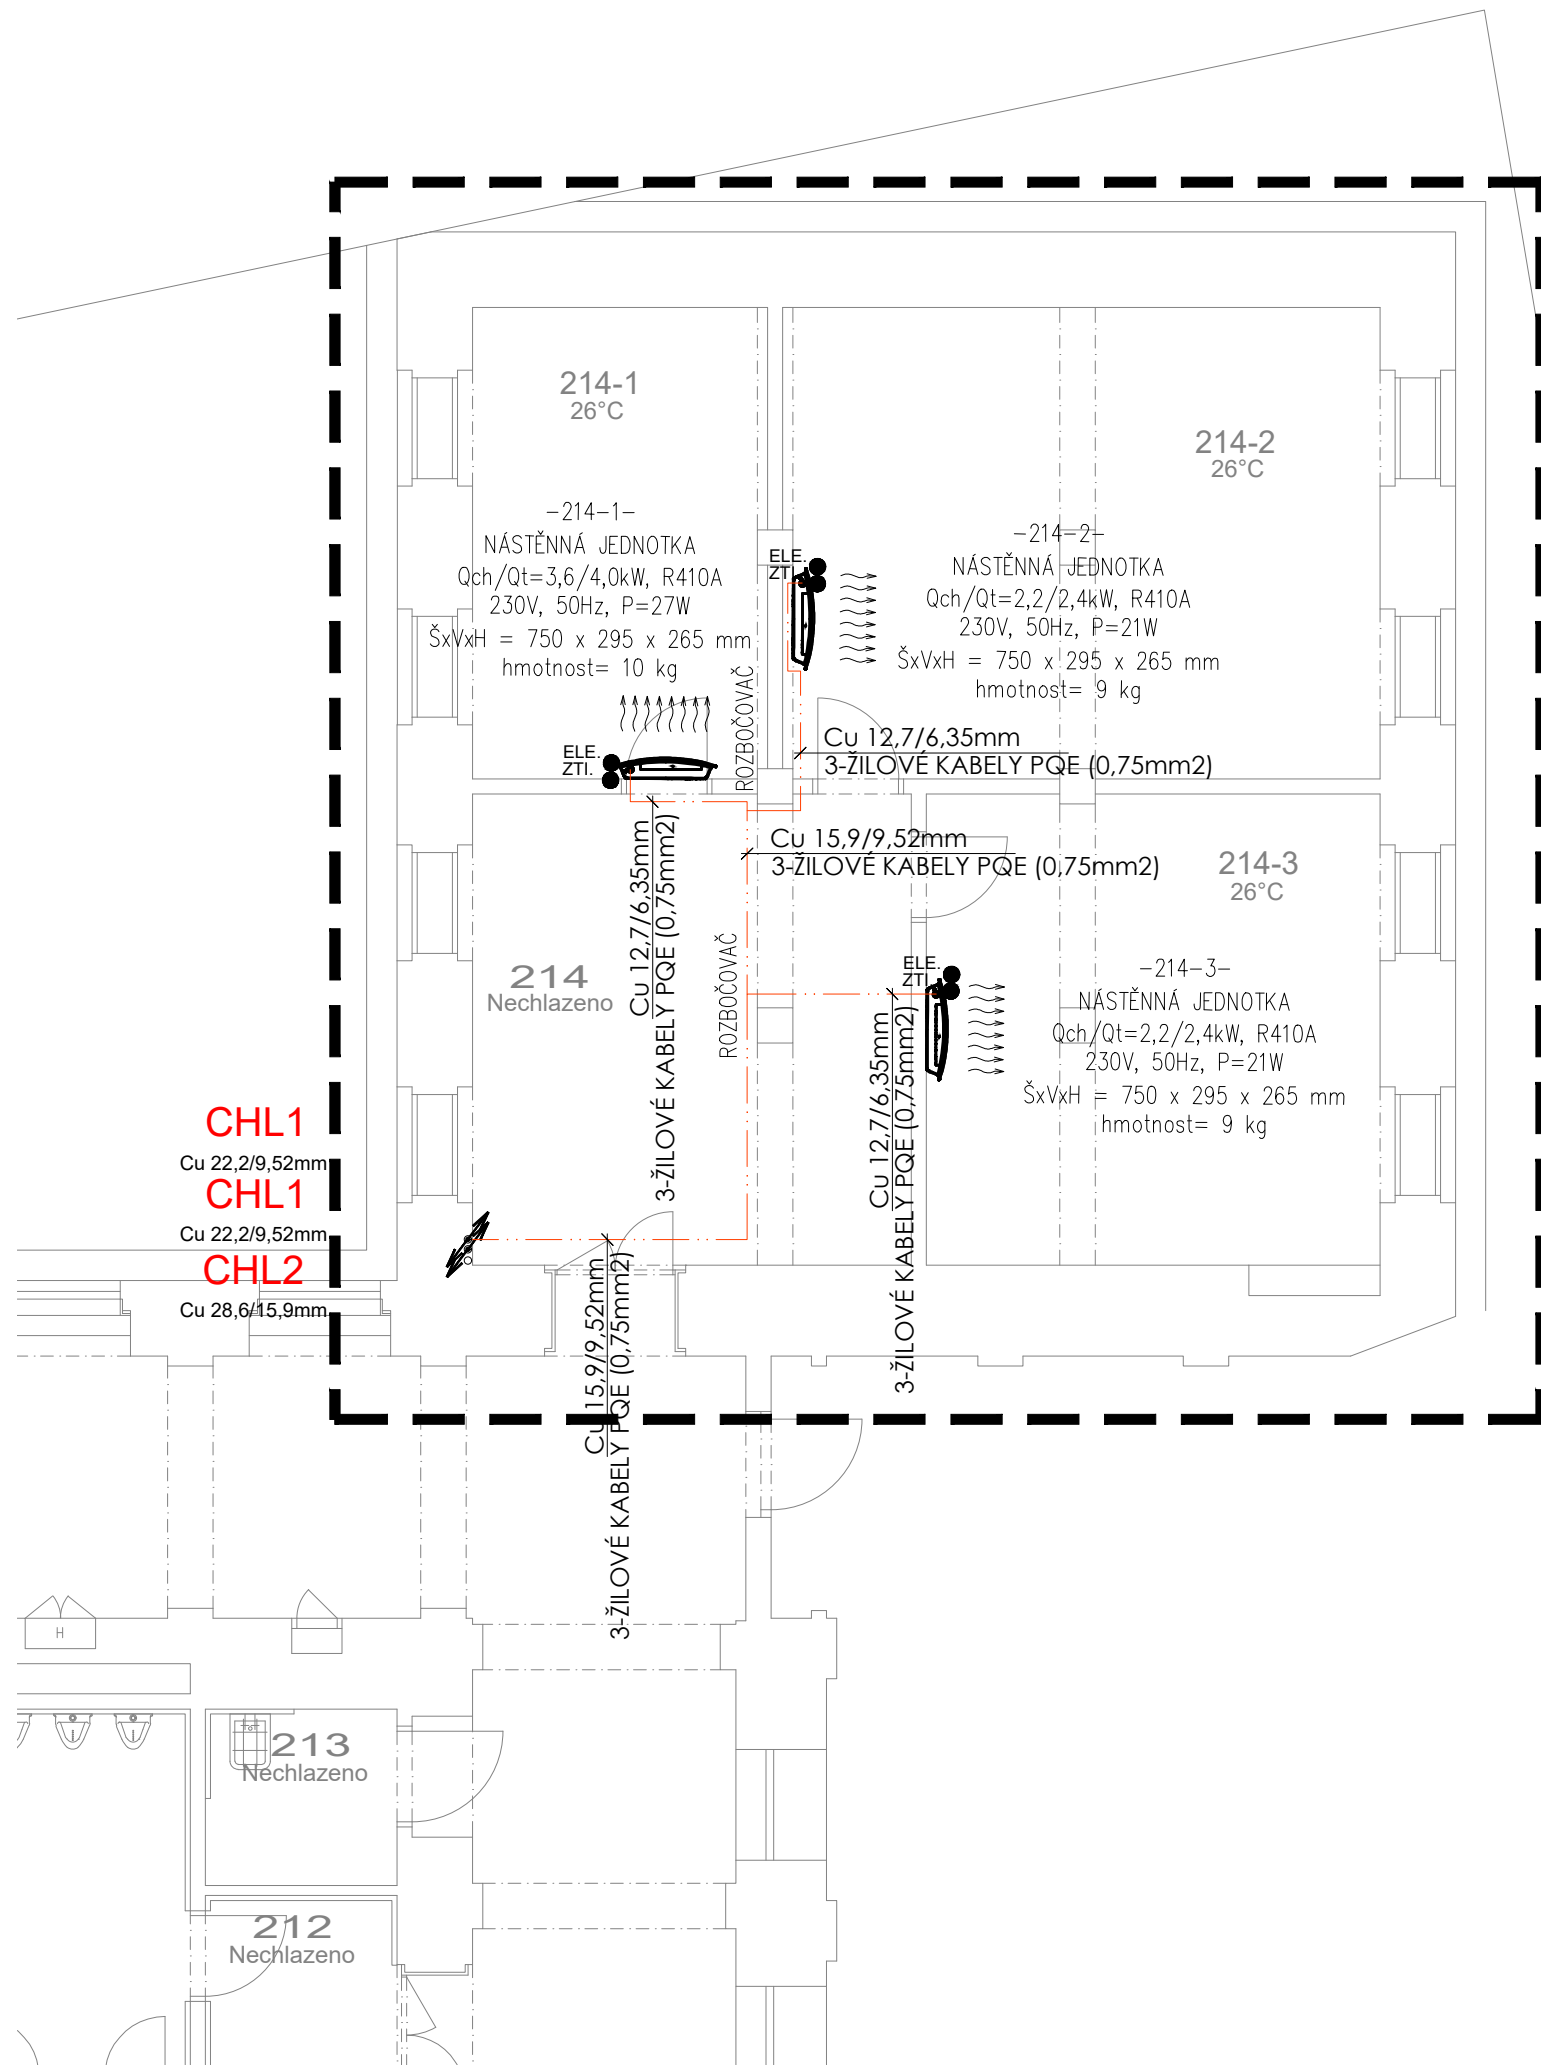 214-1
26°C
214-2
26°C
-214-1-
NÁSTĚNNÁ JEDNOTKA
Qch/Qt=3,6/4,0kW, R410A
230V, 50Hz, P=27W
ŠxVxH = 750 x 295 x 265 mm
hmotnost= 10 kg
-214-2-
NÁSTĚNNÁ JEDNOTKA
Qch/Qt=2,2/2,4kW, R410A
230V, 50Hz, P=21W
ŠxVxH = 750 x 295 x 265 mm
hmotnost= 9 kg
ELE.
ZTI.
ELE.
ZTI.
ROZBOČOVAČ
Cu 12,7/6,35mm
3-ŽILOVÉ KABELY PQE (0,75mm2)
Cu 15,9/9,52mm
3-ŽILOVÉ KABELY PQE (0,75mm2)
Cu 12,7/6,35mm
3-ŽILOVÉ KABELY PQE (0,75mm2)
214-3
26°C
214
Nechlazeno
ROZBOČOVAČ
ELE.
ZTI.
-214-3-
NÁSTĚNNÁ JEDNOTKA
Qch/Qt=2,2/2,4kW, R410A
230V, 50Hz, P=21W
ŠxVxH = 750 x 295 x 265 mm
hmotnost= 9 kg
Cu 12,7/6,35mm
3-ŽILOVÉ KABELY PQE (0,75mm2)
CHL1
Cu 22,2/9,52mm
CHL1
Cu 22,2/9,52mm
CHL2
Cu 28,6/15,9mm
Cu 15,9/9,52mm
3-ŽILOVÉ KABELY PQE (0,75mm2)
H
213
Nechlazeno
212
Nechlazeno